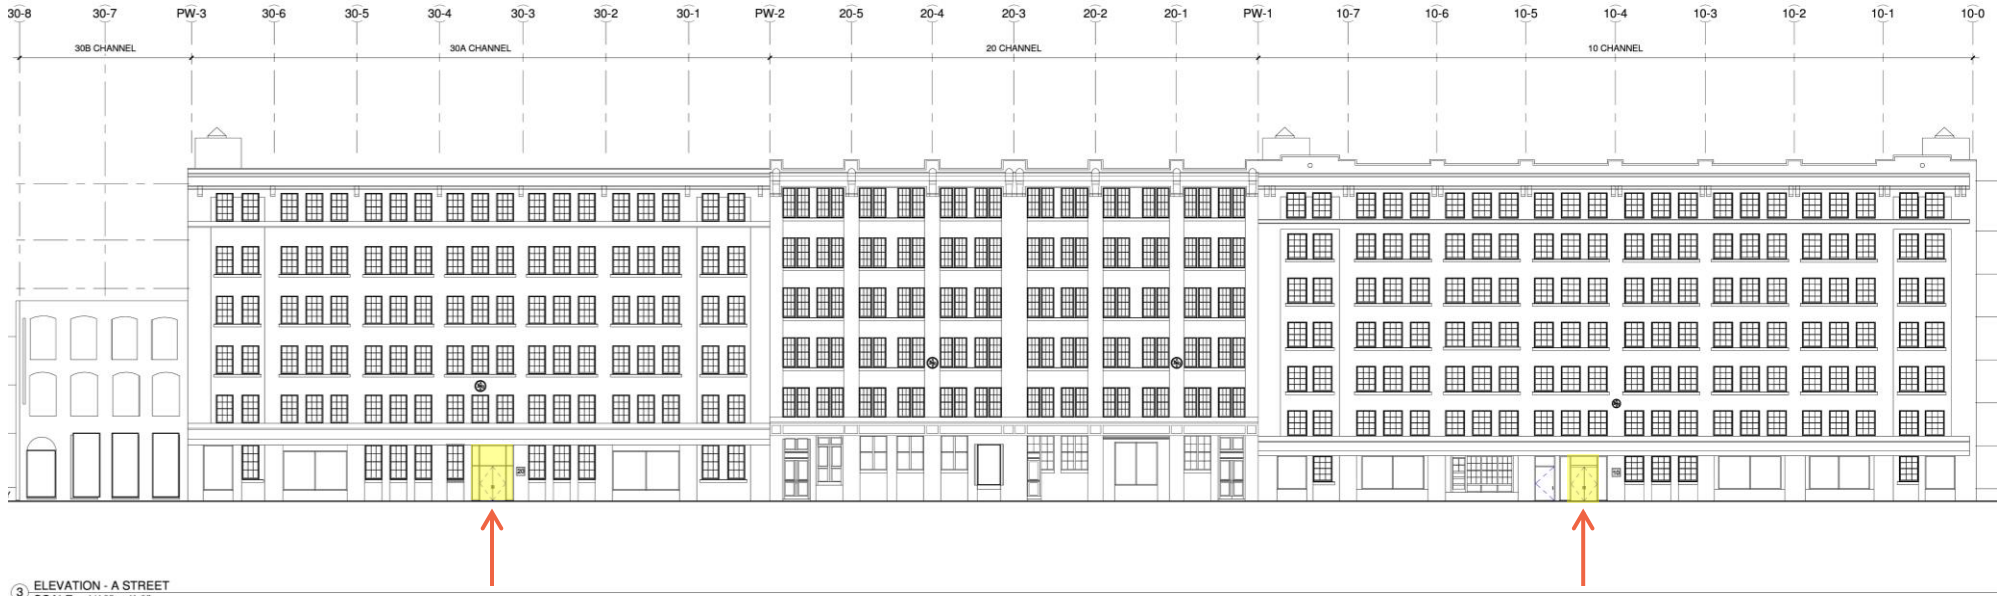 30-8 30-7 PW-3 30-6 30-5 30-4 30-3 30-2 30-1 PW-2 20-5 20-4 20-3 20-2 20-1 PW-1 10-7 10-6 10-5 10-4 10-3 10-2 10-1 10-0
30B CHANNEL 30A CHANNEL 20 CHANNEL 10 CHANNEL
20 10
3 ELEVATION - A STREET